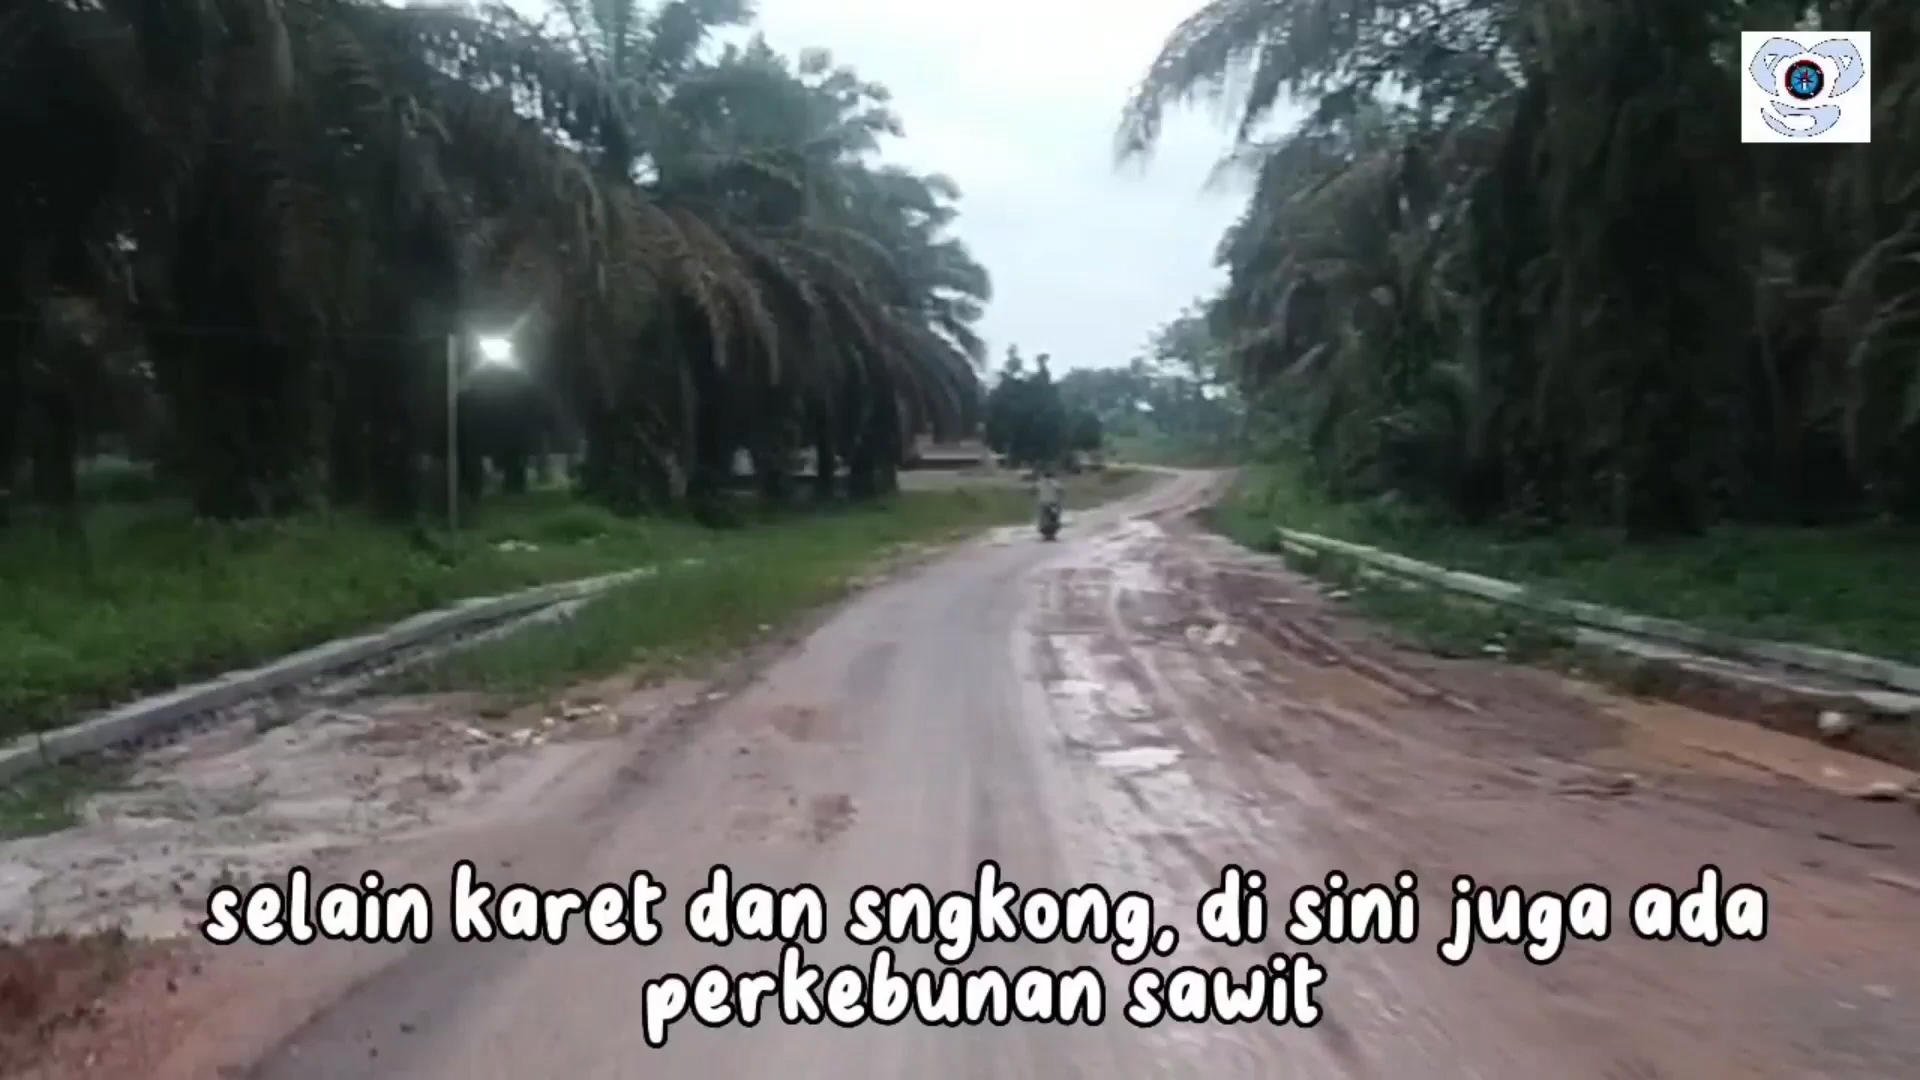 selain karet dan sngkong, di sini juga ada
perkebunan sawit